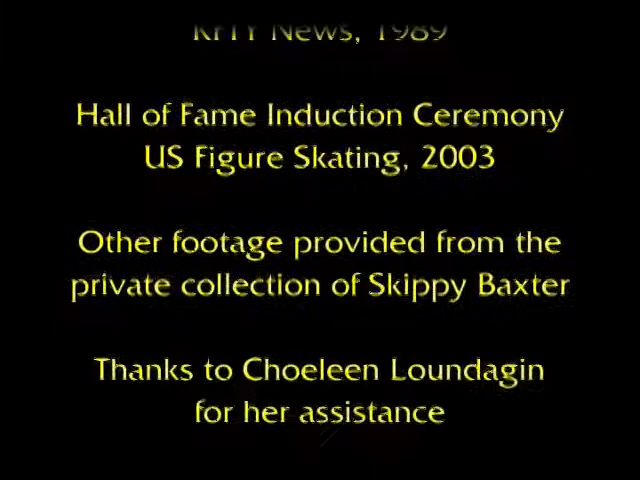 KFTY News, 1989
Hall of Fame Induction Ceremony
US Figure Skating, 2003
Other footage provided from the
private collection of Skippy Baxter
Thanks to Choeleen Loundagin
for her assistance